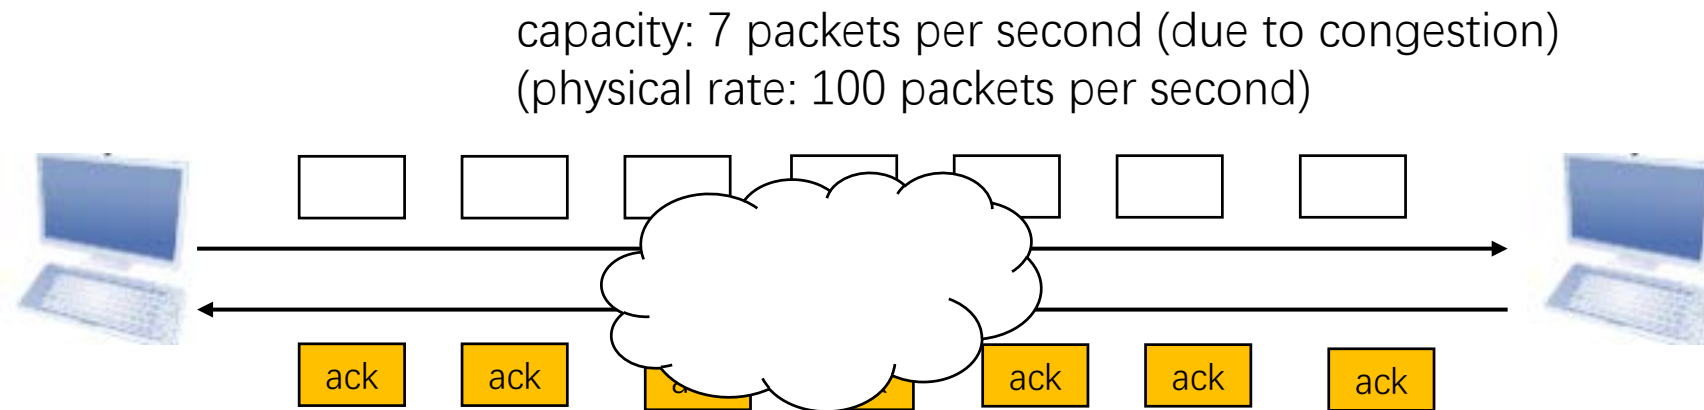 capacity: 7 packets per second (due to congestion)
(physical rate: 100 packets per second)
ack ack ack ack ack